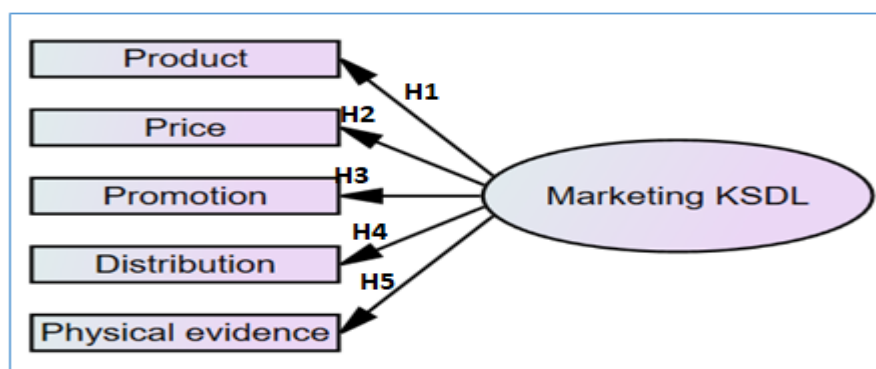 Product
H1
Price
H2
Promotion
H3
Marketing KSDL
Distribution
H4
Physical evidence
H5